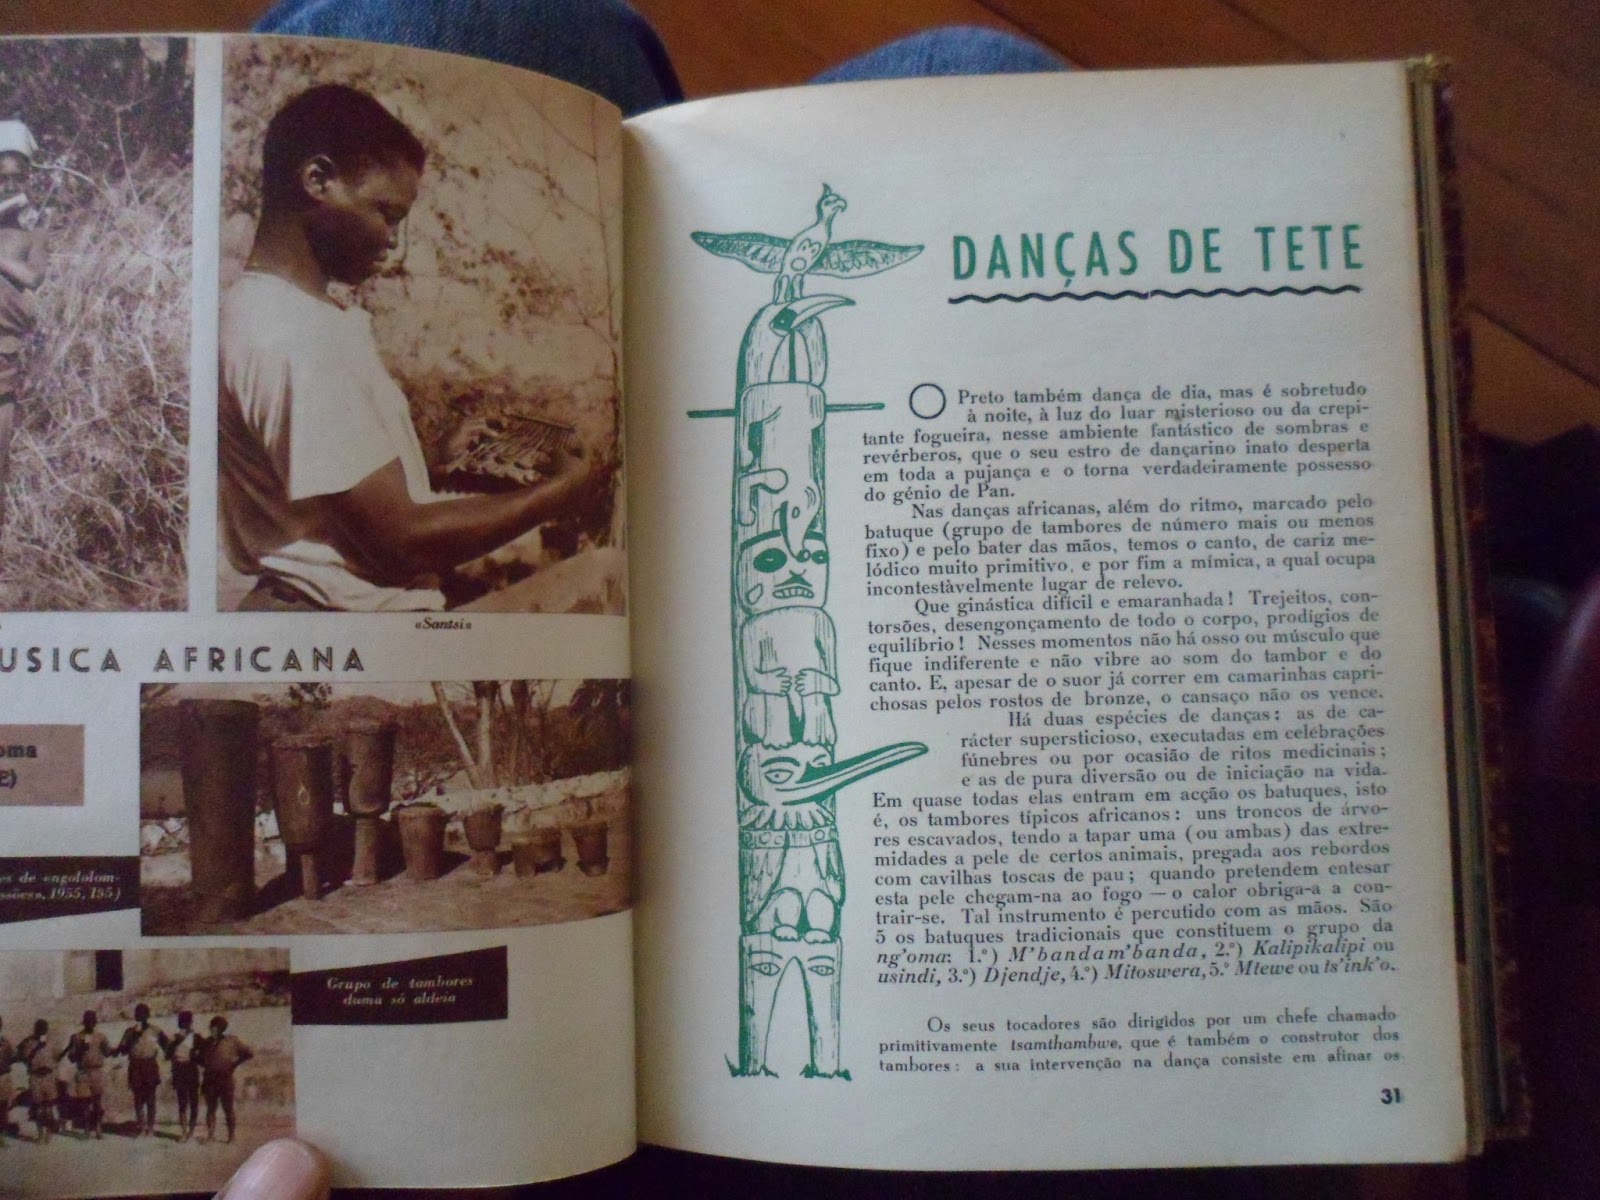 «Santsi»
USICA AFRICANA
oma
E)
es de engololom-
ssões», 1955, 135)
Grupo de tambores
duma só aldeia
DANÇAS DE TETE
O Preto também dança de dia, mas é sobretudo
à noite, à luz do luar misterioso ou da crepi-
tante fogueira, nesse ambiente fantástico de sombras e
revérberos, que o seu estro de dançarino inato desperta
em toda a pujança e o torna verdadeiramente possesso
do génio de Pan.
Nas danças africanas, além do ritmo, marcado pelo
batuque (grupo de tambores de número mais ou menos
fixo) e pelo bater das mãos, temos o canto, de cariz me-
lódico muito primitivo, e por fim a mímica, a qual ocupa
incontestàvelmente lugar de relevo.
Que ginástica difícil e emaranhada! Trejeitos, con-
torsões, desengonçamento de todo o corpo, prodígios de
equilíbrio! Nesses momentos não há osso ou músculo que
fique indiferente e não vibre ao som do tambor e do
canto. E, apesar de o suor já correr em camarinhas capri-
chosas pelos rostos de bronze, o cansaço não os vence.
Há duas espécies de danças: as de ca-
rácter supersticioso, executadas em celebrações
fúnebres ou por ocasião de ritos medicinais;
e as de pura diversão ou de iniciação na vida.
Em quase todas elas entram em acção os batuques, isto
é, os tambores típicos africanos: uns troncos de árvo-
res escavados, tendo a tapar uma (ou ambas) das extre-
midades a pele de certos animais, pregada aos rebordos
com cavilhas toscas de pau; quando pretendem entesar
esta pele chegam-na ao fogo — o calor obriga-a a con-
trair-se. Tal instrumento é percutido com as mãos. São
5 os batuques tradicionais que constituem o grupo da
ng'oma: 1.º) M'bandam'banda, 2.º) Kalipikalipi ou
usindi, 3.º) Djendje, 4.º) Mitoswera, 5.º Mtewe ou ts'ink'o.
Os seus tocadores são dirigidos por um chefe chamado
primitivamente tsamthambwe, que é também o construtor dos
tambores: a sua intervenção na dança consiste em afinar os
31